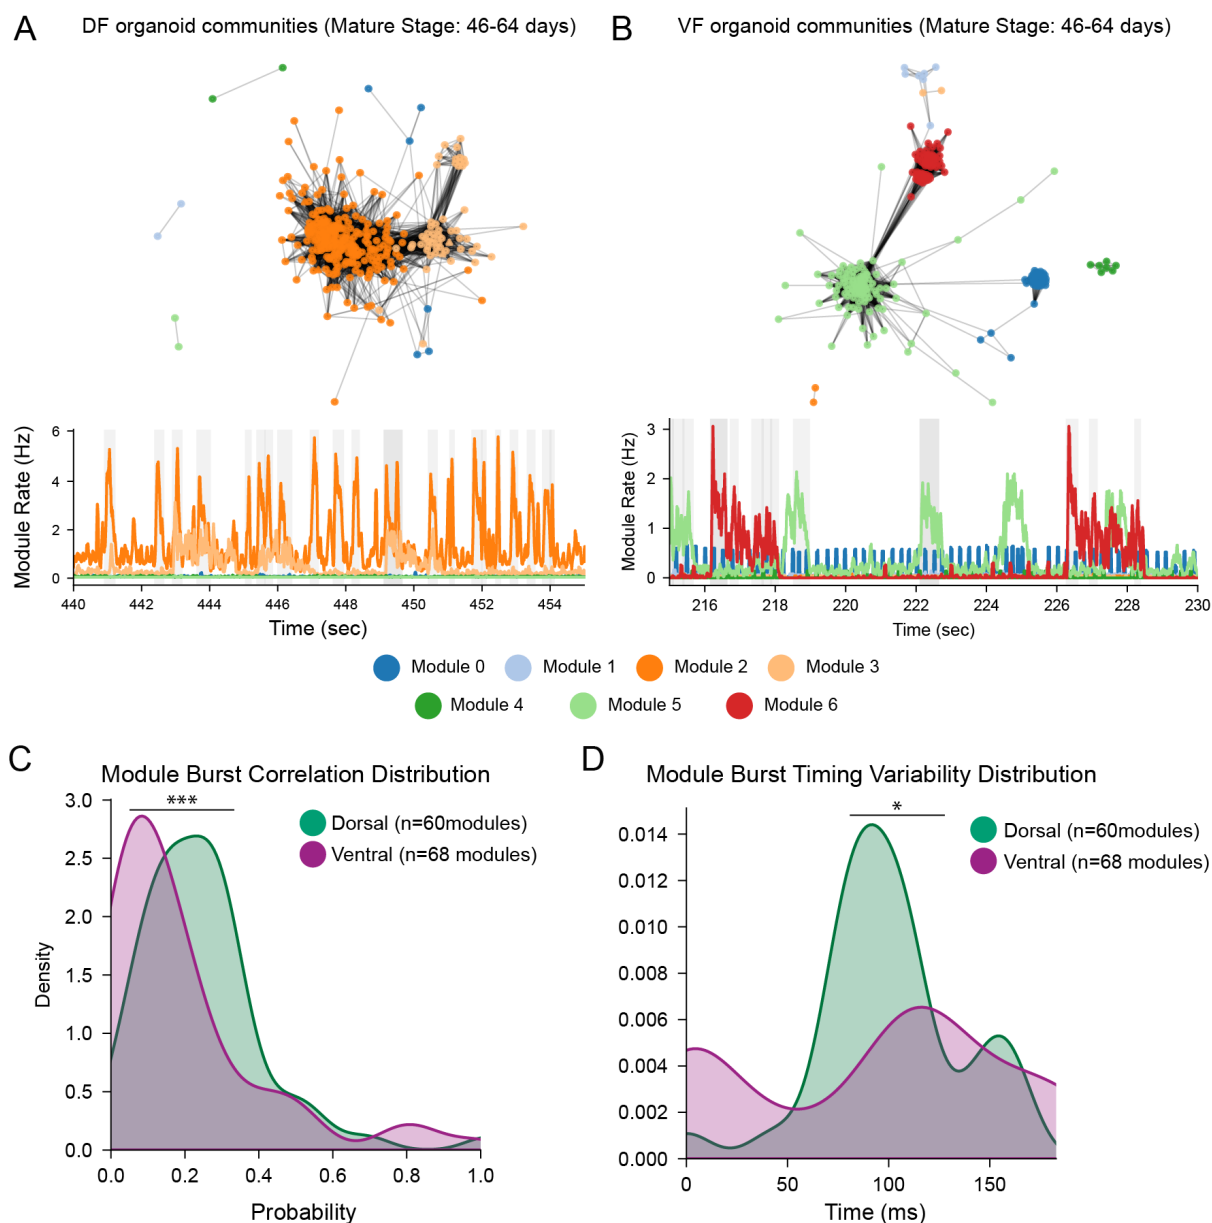 A DF organoid communities (Mature Stage: 46-64 days)
B VF organoid communities (Mature Stage: 46-64 days)
Module Rate (Hz)
6
4
2
0
440 442 444 446 448 450 452 454
Time (sec)
Module Rate (Hz)
3
2
1
0
216 218 220 222 224 226 228 230
Time (sec)
Module 0 Module 1 Module 2 Module 3
Module 4 Module 5 Module 6
C Module Burst Correlation Distribution
***
Dorsal (n=60modules)
Ventral (n=68 modules)
Density
3.0
2.5
2.0
1.5
1.0
0.5
0.0
0.0 0.2 0.4 0.6 0.8 1.0
Probability
D Module Burst Timing Variability Distribution
*
Dorsal (n=60modules)
Ventral (n=68 modules)
0.014
0.012
0.010
0.008
0.006
0.004
0.002
0.000
0 50 100 150
Time (ms)